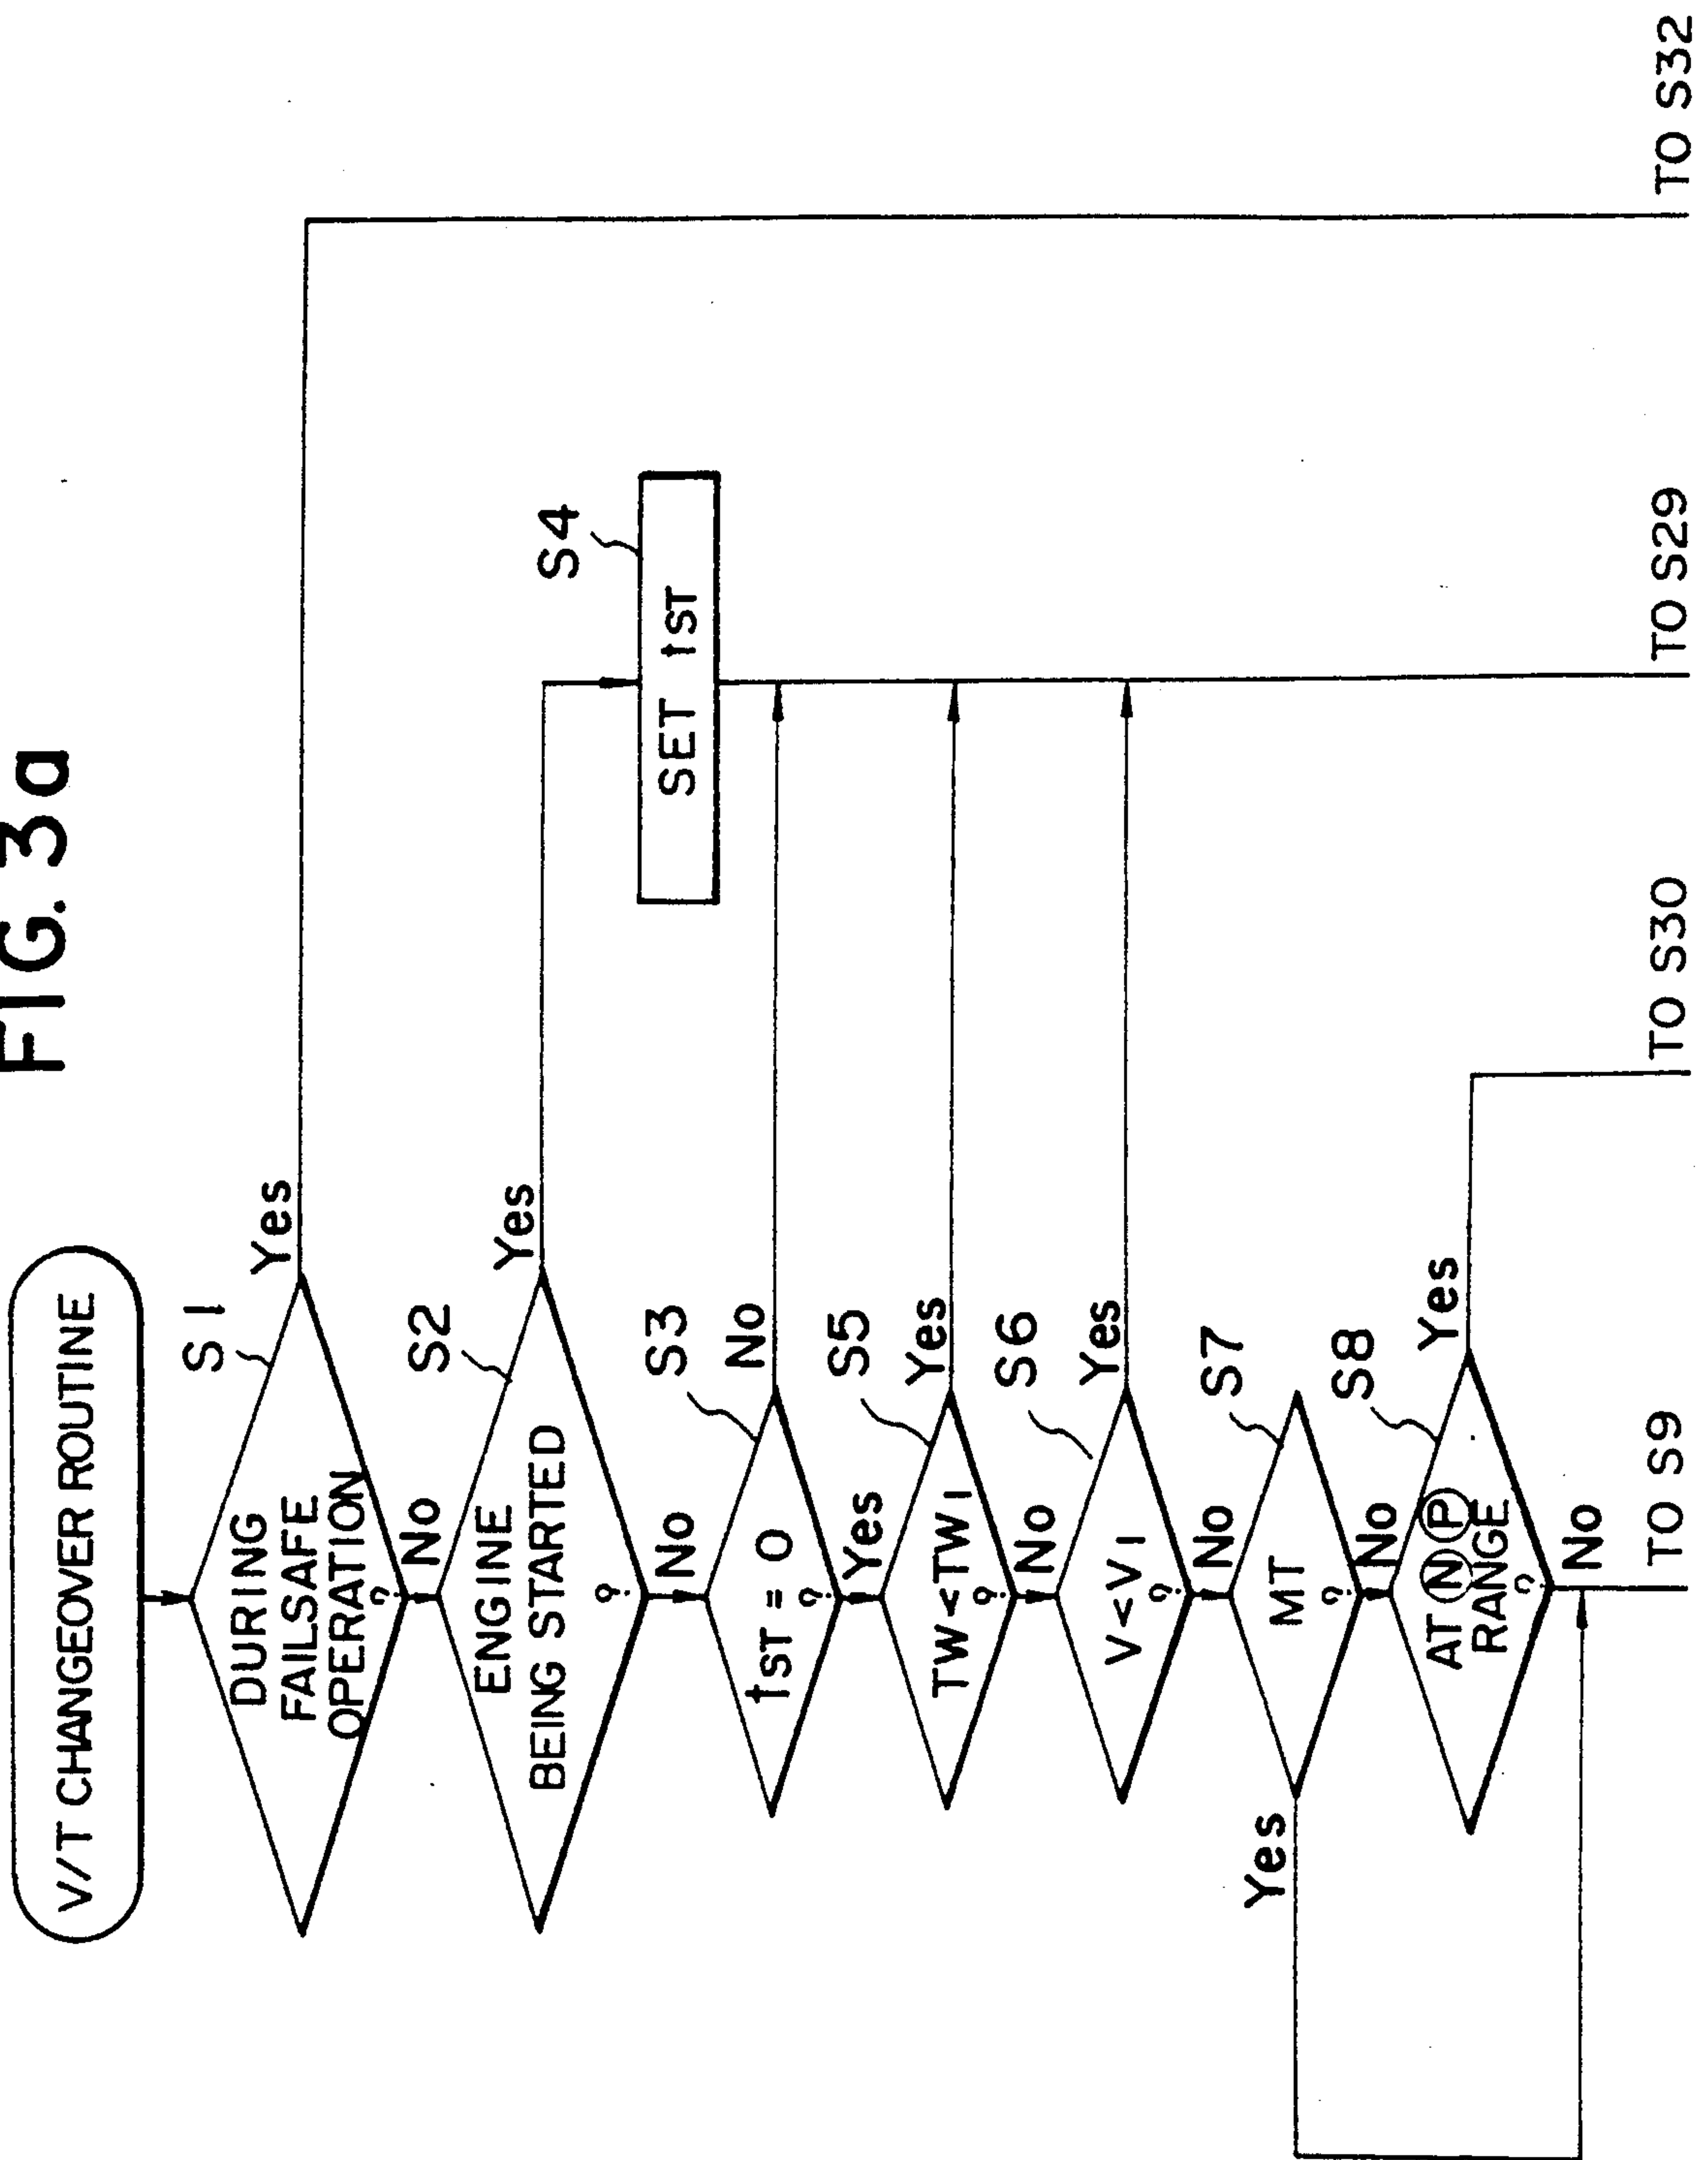 FIG. 3a
V/T CHANGEOVER ROUTINE
S1
DURING
FAILSAFE
OPERATION
?
Yes
No
S2
ENGINE
BEING STARTED
?
Yes
No
S4
SET tST
S3
tST = 0
?
No
Yes
S5
TW<TW1
?
Yes
No
S6
V<V1
?
Yes
No
S7
MT
?
Yes
No
S8
AT Ⓝ Ⓟ
RANGE
?
Yes
No
TO S9
TO S30
TO S29
TO S32